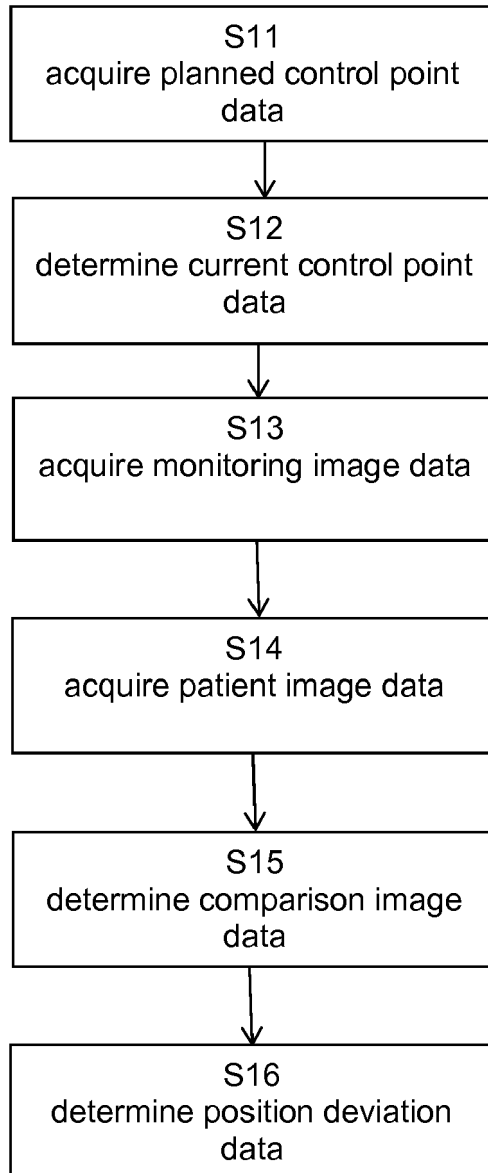 S11
acquire planned control point
data
S12
determine current control point
data
S13
acquire monitoring image data
S14
acquire patient image data
S15
determine comparison image
data
S16
determine position deviation
data